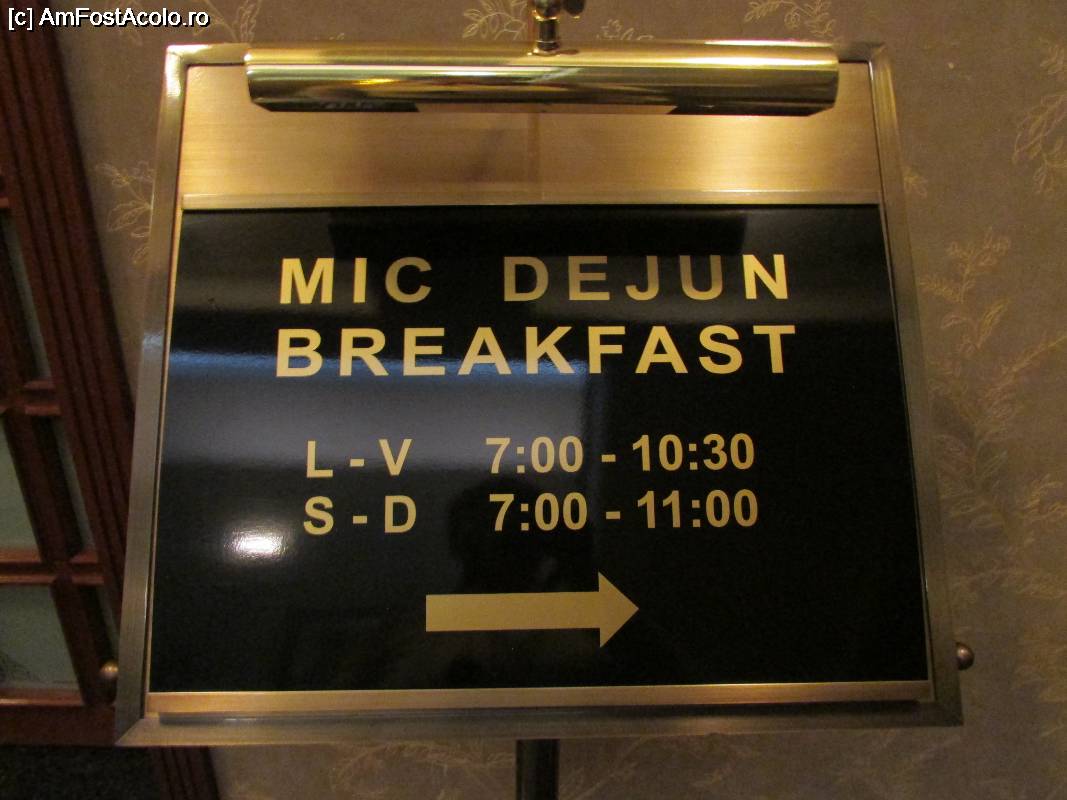 [c] AmFostAcolo.ro
MIC DEJUN
BREAKFAST
L - V 7:00 - 10:30
S - D 7:00 - 11:00